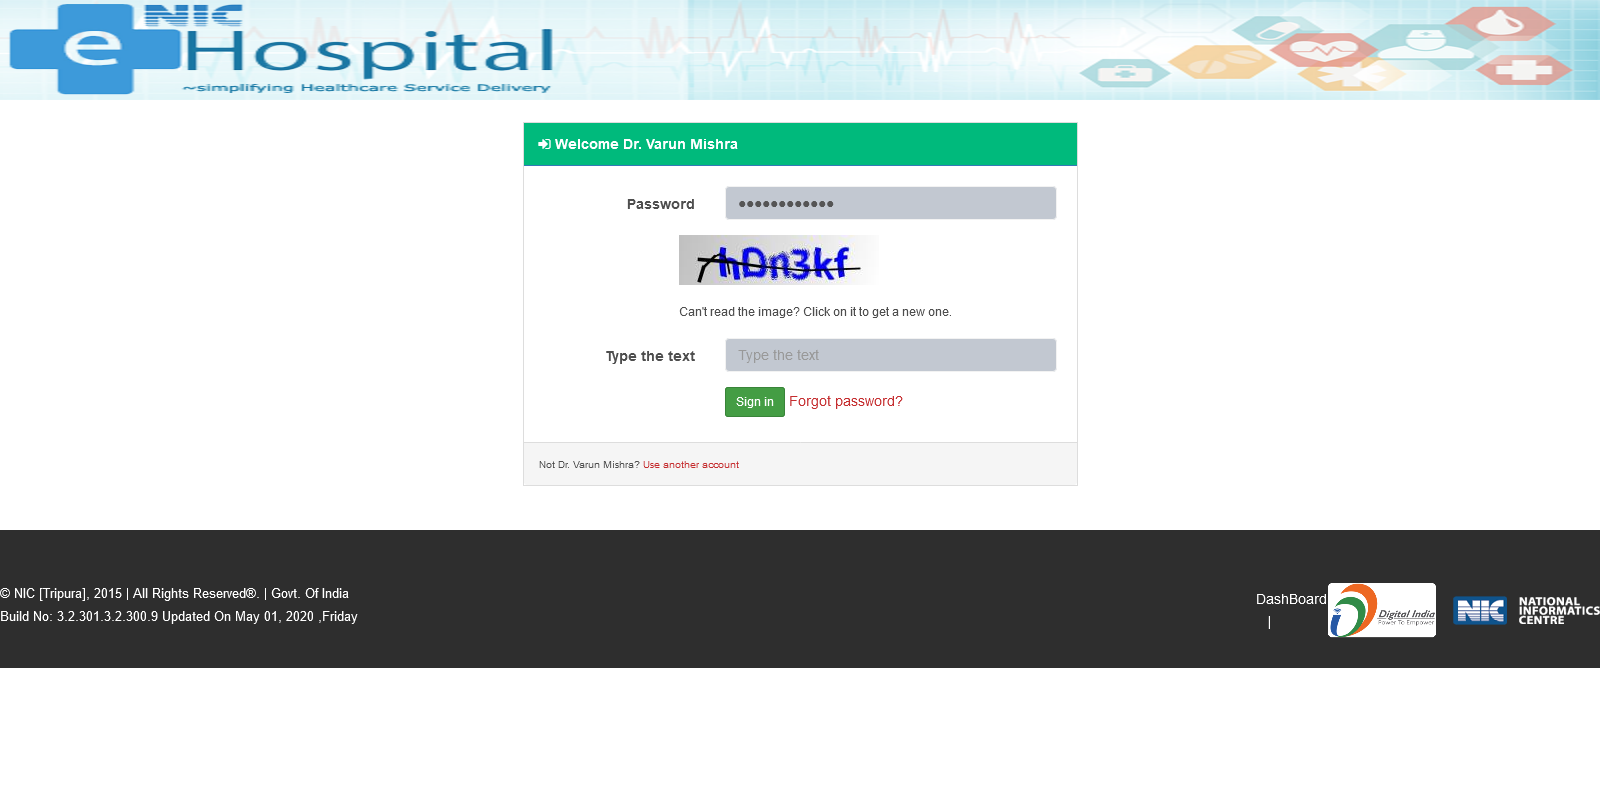 NIC
e Hospital
~simplifying Healthcare Service Delivery
Welcome Dr. Varun Mishra
Password ●●●●●●●●●●●●
Can't read the image? Click on it to get a new one.
Type the text Type the text
Sign in Forgot password?
Not Dr. Varun Mishra? Use another account
© NIC [Tripura], 2015 | All Rights Reserved®. | Govt. Of India
Build No: 3.2.301.3.2.300.9 Updated On May 01, 2020 ,Friday
DashBoard
|
Digital India
Power To Empower
NIC
NATIONAL
INFORMATICS
CENTRE